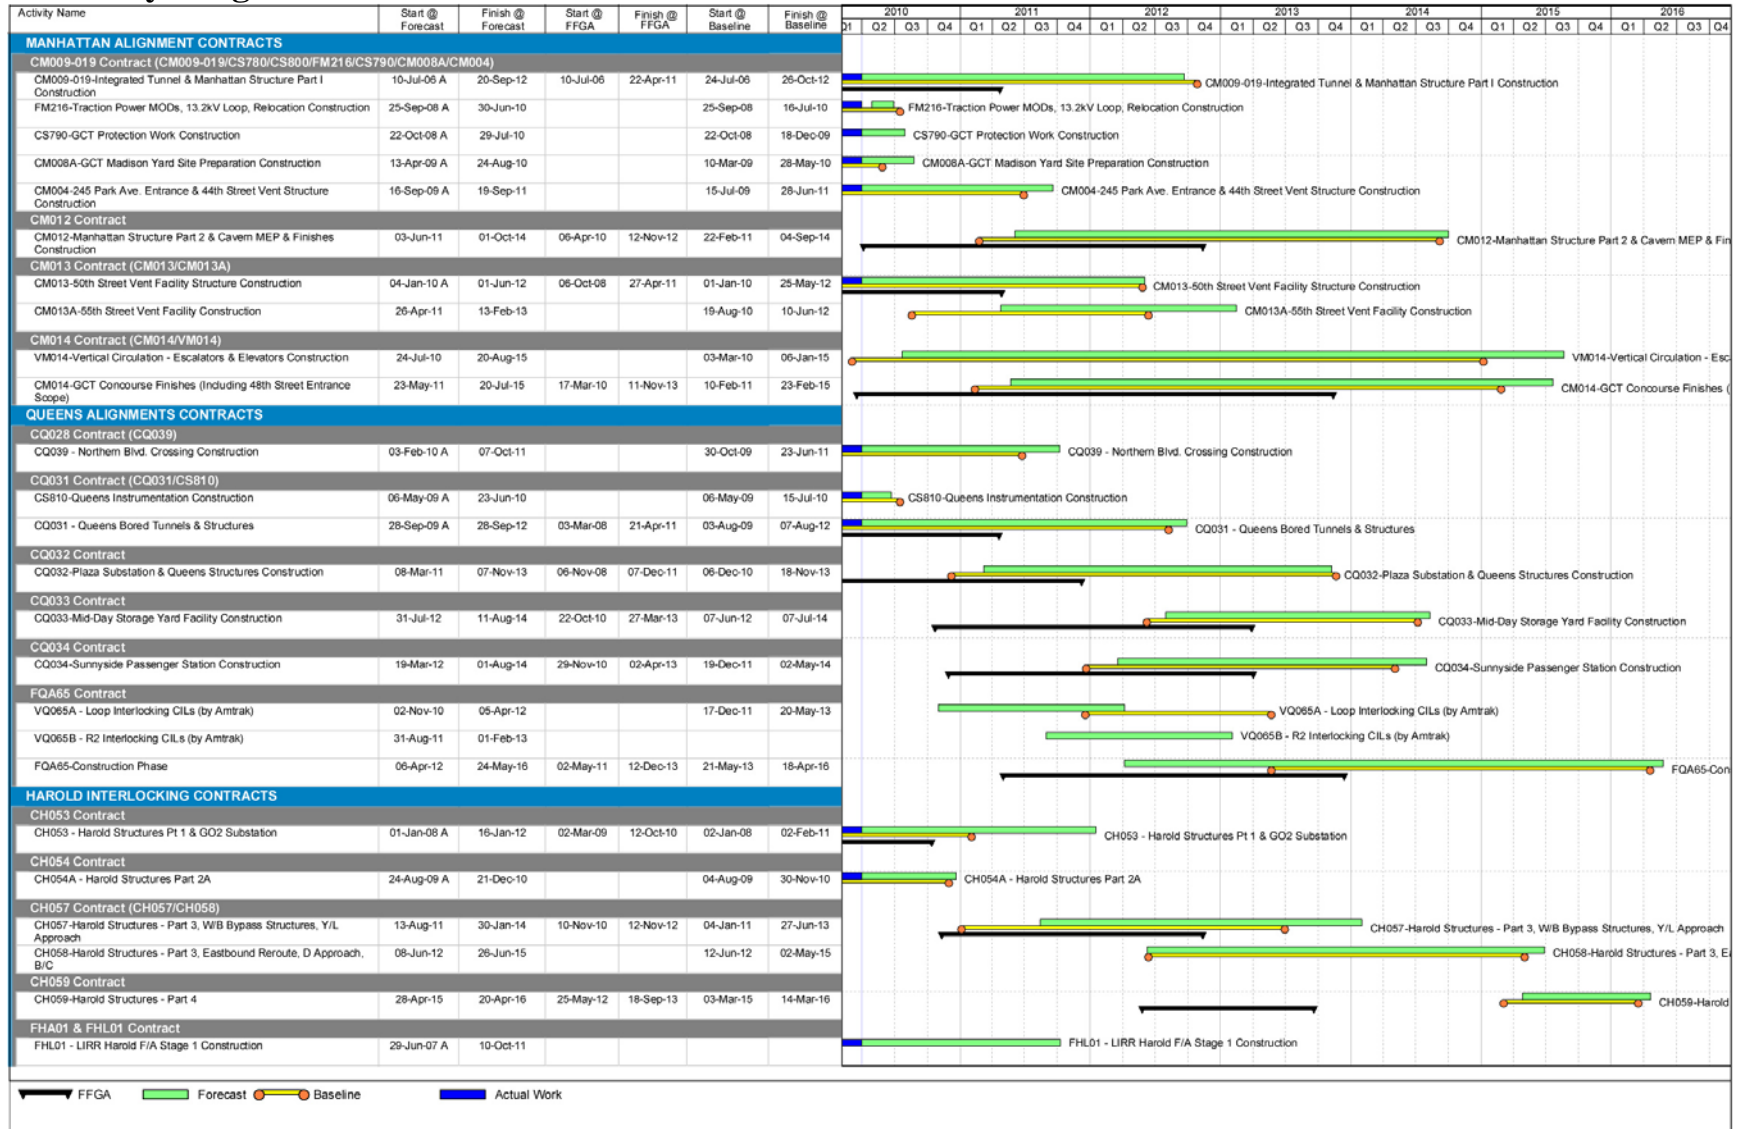 Activity Name Start @ Forecast Finish @ Forecast Start @ FFGA Finish @ FFGA Start @ Baseline Finish @ Baseline
2010 2011 2012 2013 2014 2015 2016
Q1 Q2 Q3 Q4 Q1 Q2 Q3 Q4 Q1 Q2 Q3 Q4 Q1 Q2 Q3 Q4 Q1 Q2 Q3 Q4 Q1 Q2 Q3 Q4 Q1 Q2 Q3 Q4
MANHATTAN ALIGNMENT CONTRACTS
CM009-019 Contract (CM009-019/CS780/CS800/FM216/CS790/CM008A/CM004)
CM009-019-Integrated Tunnel & Manhattan Structure Part I Construction 10-Jul-06 A 20-Sep-12 10-Jul-06 22-Apr-11 24-Jul-06 26-Oct-12 CM009-019-Integrated Tunnel & Manhattan Structure Part I Construction
FM216-Traction Power MODs, 13.2kV Loop, Relocation Construction 25-Sep-08 A 30-Jun-10 25-Sep-08 16-Jul-10 FM216-Traction Power MODs, 13.2kV Loop, Relocation Construction
CS790-GCT Protection Work Construction 22-Oct-08 A 29-Jul-10 22-Oct-08 18-Dec-09 CS790-GCT Protection Work Construction
CM008A-GCT Madison Yard Site Preparation Construction 13-Apr-09 A 24-Aug-10 10-Mar-09 28-May-10 CM008A-GCT Madison Yard Site Preparation Construction
CM004-245 Park Ave. Entrance & 44th Street Vent Structure Construction 16-Sep-09 A 19-Sep-11 15-Jul-09 28-Jun-11 CM004-245 Park Ave. Entrance & 44th Street Vent Structure Construction
CM012 Contract
CM012-Manhattan Structure Part 2 & Cavern MEP & Finishes Construction 03-Jun-11 01-Oct-14 06-Apr-10 12-Nov-12 22-Feb-11 04-Sep-14 CM012-Manhattan Structure Part 2 & Cavern MEP & Fin
CM013 Contract (CM013/CM013A)
CM013-50th Street Vent Facility Structure Construction 04-Jan-10 A 01-Jun-12 06-Oct-08 27-Apr-11 01-Jan-10 25-May-12 CM013-50th Street Vent Facility Structure Construction
CM013A-55th Street Vent Facility Construction 26-Apr-11 13-Feb-13 19-Aug-10 10-Jun-12 CM013A-55th Street Vent Facility Construction
CM014 Contract (CM014/VM014)
VM014-Vertical Circulation - Escalators & Elevators Construction 24-Jul-10 20-Aug-15 03-Mar-10 06-Jan-15 VM014-Vertical Circulation - Esc
CM014-GCT Concourse Finishes (Including 48th Street Entrance Scope) 23-May-11 20-Jul-15 17-Mar-10 11-Nov-13 10-Feb-11 23-Feb-15 CM014-GCT Concourse Finishes (
QUEENS ALIGNMENTS CONTRACTS
CQ028 Contract (CQ039)
CQ039 - Northern Blvd. Crossing Construction 03-Feb-10 A 07-Oct-11 30-Oct-09 23-Jun-11 CQ039 - Northern Blvd. Crossing Construction
CQ031 Contract (CQ031/CS810)
CS810-Queens Instrumentation Construction 06-May-09 A 23-Jun-10 06-May-09 15-Jul-10 CS810-Queens Instrumentation Construction
CQ031 - Queens Bored Tunnels & Structures 28-Sep-09 A 28-Sep-12 03-Mar-08 21-Apr-11 03-Aug-09 07-Aug-12 CQ031 - Queens Bored Tunnels & Structures
CQ032 Contract
CQ032-Plaza Substation & Queens Structures Construction 08-Mar-11 07-Nov-13 06-Nov-08 07-Dec-11 06-Dec-10 18-Nov-13 CQ032-Plaza Substation & Queens Structures Construction
CQ033 Contract
CQ033-Mid-Day Storage Yard Facility Construction 31-Jul-12 11-Aug-14 22-Oct-10 27-Mar-13 07-Jun-12 07-Jul-14 CQ033-Mid-Day Storage Yard Facility Construction
CQ034 Contract
CQ034-Sunnyside Passenger Station Construction 19-Mar-12 01-Aug-14 29-Nov-10 02-Apr-13 19-Dec-11 02-May-14 CQ034-Sunnyside Passenger Station Construction
FQA65 Contract
VQ065A - Loop Interlocking CILs (by Amtrak) 02-Nov-10 05-Apr-12 17-Dec-11 20-May-13 VQ065A - Loop Interlocking CILs (by Amtrak)
VQ065B - R2 Interlocking CILs (by Amtrak) 31-Aug-11 01-Feb-13 VQ065B - R2 Interlocking CILs (by Amtrak)
FQA65-Construction Phase 06-Apr-12 24-May-16 02-May-11 12-Dec-13 21-May-13 18-Apr-16 FQA65-Con
HAROLD INTERLOCKING CONTRACTS
CH053 Contract
CH053 - Harold Structures Pt 1 & GO2 Substation 01-Jan-08 A 16-Jan-12 02-Mar-09 12-Oct-10 02-Jan-08 02-Feb-11 CH053 - Harold Structures Pt 1 & GO2 Substation
CH054 Contract
CH054A - Harold Structures Part 2A 24-Aug-09 A 21-Dec-10 04-Aug-09 30-Nov-10 CH054A - Harold Structures Part 2A
CH057 Contract (CH057/CH058)
CH057-Harold Structures - Part 3, W/B Bypass Structures, Y/L Approach 13-Aug-11 30-Jan-14 10-Nov-10 12-Nov-12 04-Jan-11 27-Jun-13 CH057-Harold Structures - Part 3, W/B Bypass Structures, Y/L Approach
CH058-Harold Structures - Part 3, Eastbound Reroute, D Approach, B/C 08-Jun-12 26-Jun-15 12-Jun-12 02-May-15 CH058-Harold Structures - Part 3, Ea
CH059 Contract
CH059-Harold Structures - Part 4 28-Apr-15 20-Apr-16 25-May-12 18-Sep-13 03-Mar-15 14-Mar-16 CH059-Harold
FHA01 & FHL01 Contract
FHL01 - LIRR Harold F/A Stage 1 Construction 29-Jun-07 A 10-Oct-11 FHL01 - LIRR Harold F/A Stage 1 Construction
FFGA Forecast Baseline Actual Work